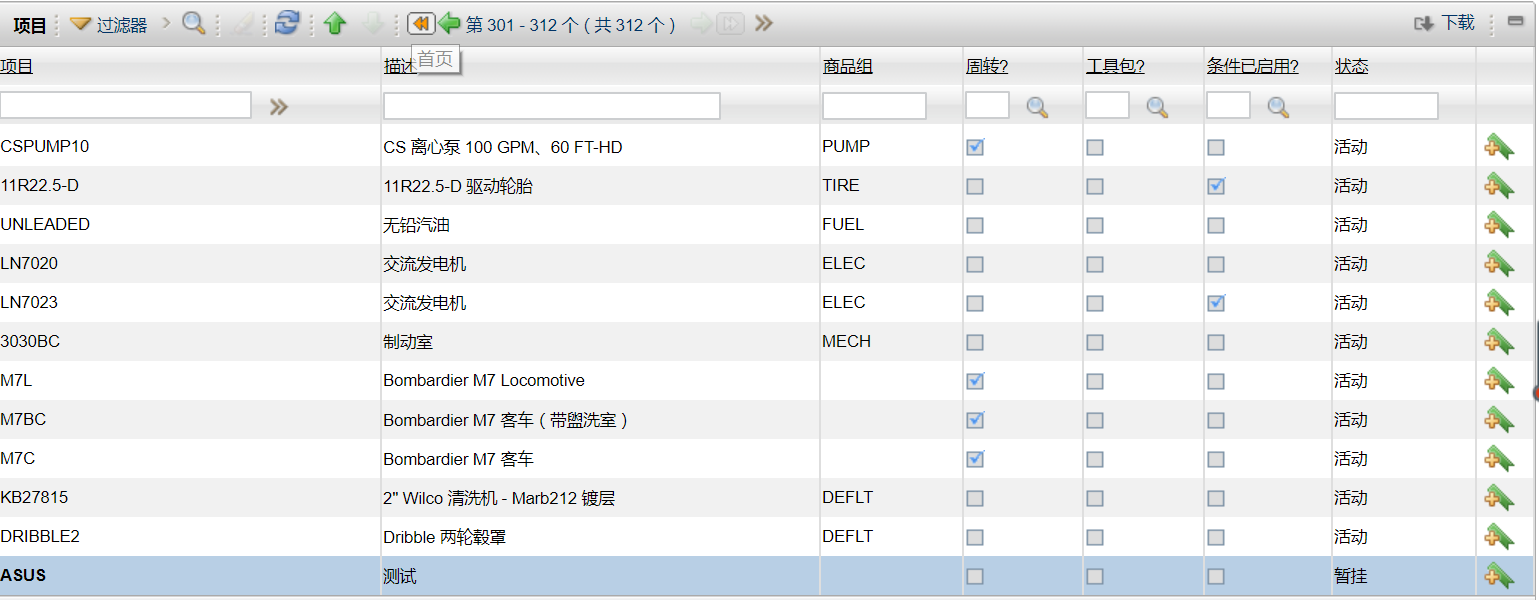 项目 过滤器 第 301 - 312 个 ( 共 312 个 ) 下载
首页
项目 描述 商品组 周转? 工具包? 条件已启用? 状态
CSPUMP10 CS 离心泵 100 GPM、60 FT-HD PUMP 活动
11R22.5-D 11R22.5-D 驱动轮胎 TIRE 活动
UNLEADED 无铅汽油 FUEL 活动
LN7020 交流发电机 ELEC 活动
LN7023 交流发电机 ELEC 活动
3030BC 制动室 MECH 活动
M7L Bombardier M7 Locomotive 活动
M7BC Bombardier M7 客车 ( 带盥洗室 ) 活动
M7C Bombardier M7 客车 活动
KB27815 2" Wilco 清洗机 - Marb212 镀层 DEFLT 活动
DRIBBLE2 Dribble 两轮毂罩 DEFLT 活动
ASUS 测试 暂挂